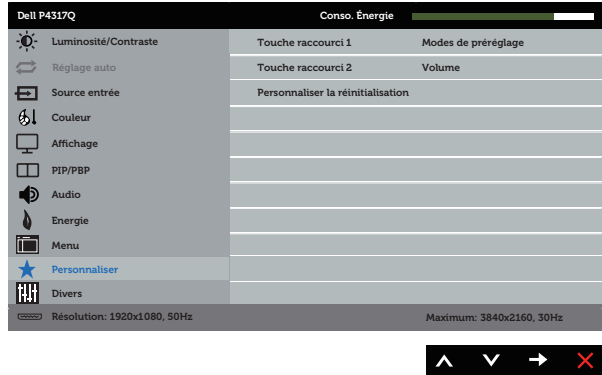 Dell P4317Q Conso. Énergie
Luminosité/Contraste Touche raccourci 1 Modes de préréglage
Réglage auto Touche raccourci 2 Volume
Source entrée Personnaliser la réinitialisation
Couleur
Affichage
PIP/PBP
Audio
Energie
Menu
Personnaliser
Divers
Résolution: 1920x1080, 50Hz Maximum: 3840x2160, 30Hz